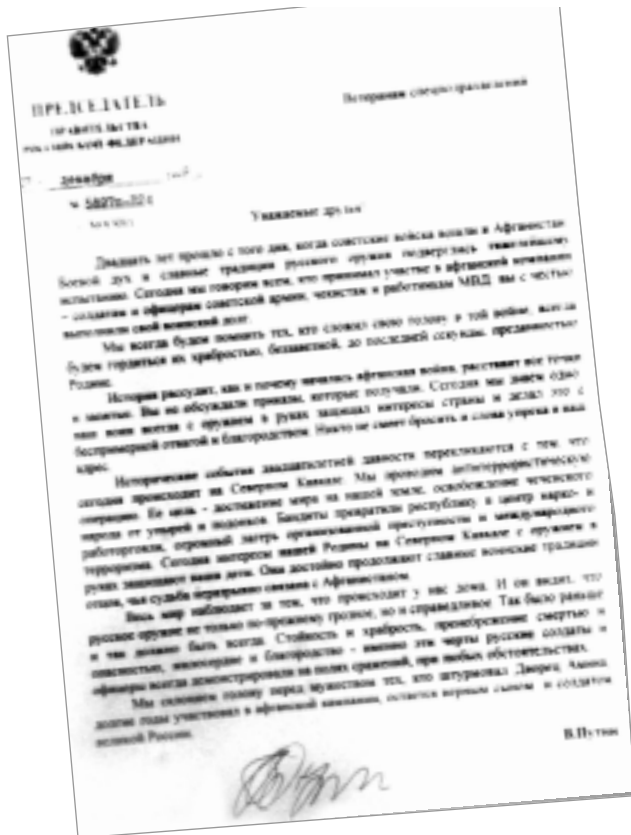 ПРЕДСЕДАТЕЛЬ
ПРАВИТЕЛЬСТВА
РОССИЙСКОЙ ФЕДЕРАЦИИ
Ветеранам спецподразделений
декабря
№ 5897п-П
Уважаемые друзья!
Двадцать лет прошло с того дня, когда советские войска вошли в Афганистан
Боевой дух и славные традиции русского оружия подверглись тяжелейшему
испытанию. Сегодня мы говорим всем, кто принимал участие в афганской кампании
– солдатам и офицерам советской армии, чекистам и работникам МВД: вы с честью
выполнили свой воинский долг.
Мы всегда будем помнить тех, кто сложил свою голову в той войне, всегда
будем гордиться их храбростью, беззаветной, до последней секунды, преданностью
Родине.
История рассудит, как и почему началась афганская война, расставит все точки
и запятые. Вы не обсуждали приказы, которые получали. Сегодня мы знаем одно
наш воин всегда с оружием в руках защищал интересы страны и делал это с
беспримерной отвагой и благородством. Никто не смеет бросить и слова упрека в ваш
адрес.
Исторические события двадцатилетней давности перекликаются с тем, что
сегодня происходит на Северном Кавказе. Мы проводим антитеррористическую
операцию. Ее цель - достижение мира на нашей земле, освобождение чеченского
народа от упырей и подонков. Бандиты превратили республику в центр нарко- и
работорговли, огромный лагерь организованной преступности и международного
терроризма. Сегодня интересы нашей Родины на Северном Кавказе с оружием в
руках защищают ваши дети. Они достойно продолжают славные воинские традиции
отцов, чья судьба неразрывно связана с Афганистаном.
Весь мир наблюдает за тем, что происходит у нас дома. И он видит, что
русское оружие не только по-прежнему грозное, но и справедливое. Так было раньше
и так должно быть всегда. Стойкость и храбрость, пренебрежение смертью и
опасностью, милосердие и благородство – именно эти черты русские солдаты и
офицеры всегда демонстрировали на полях сражений, при любых обстоятельствах.
Мы склоняем голову перед мужеством тех, кто штурмовал Дворец Амина
долгие годы участвовал в афганской кампании, остается верным сыном и солдатом
великой России.
В.Путин